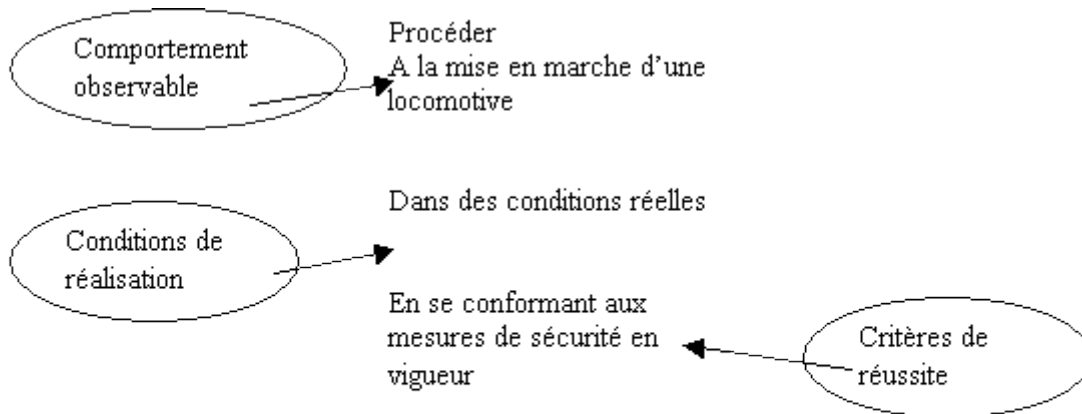 Comportement
observable
Procéder
A la mise en marche d’une
locomotive
Dans des conditions réelles
Conditions de
réalisation
En se conformant aux
mesures de sécurité en
vigueur
Critères de
réussite